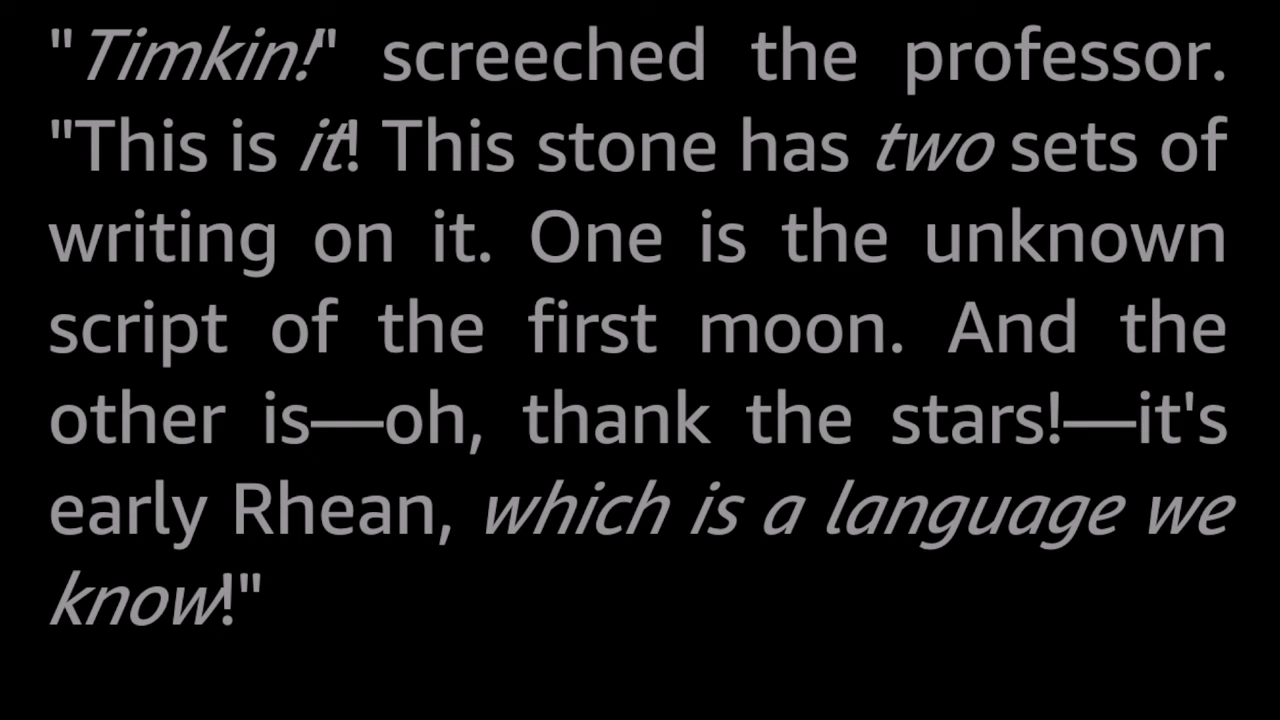 "Timkin!" screeched the professor.
"This is it! This stone has two sets of
writing on it. One is the unknown
script of the first moon. And the
other is—oh, thank the stars!—it's
early Rhean, which is a language we
know!"